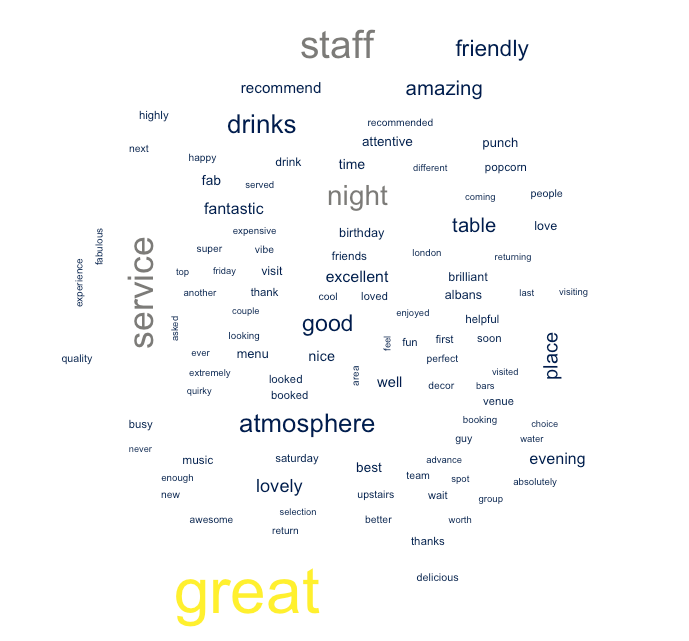 staff
friendly
recommend
amazing
highly
drinks
recommended
next
attentive
punch
happy
drink
time
different
popcorn
fab
served
night
coming
people
fantastic
table
love
expensive
birthday
fabulous
super
vibe
friends
london
returning
experience
service
top
friday
visit
excellent
brilliant
another
thank
cool
loved
albans
last
visiting
couple
enjoyed
asked
good
helpful
looking
feel
fun
first
soon
quality
ever
menu
nice
perfect
place
extremely
looked
area
well
decor
visited
bars
quirky
booked
venue
busy
atmosphere
booking
choice
guy
water
never
music
saturday
best
advance
evening
enough
team
spot
absolutely
new
lovely
upstairs
wait
group
awesome
selection
better
worth
return
thanks
great
delicious